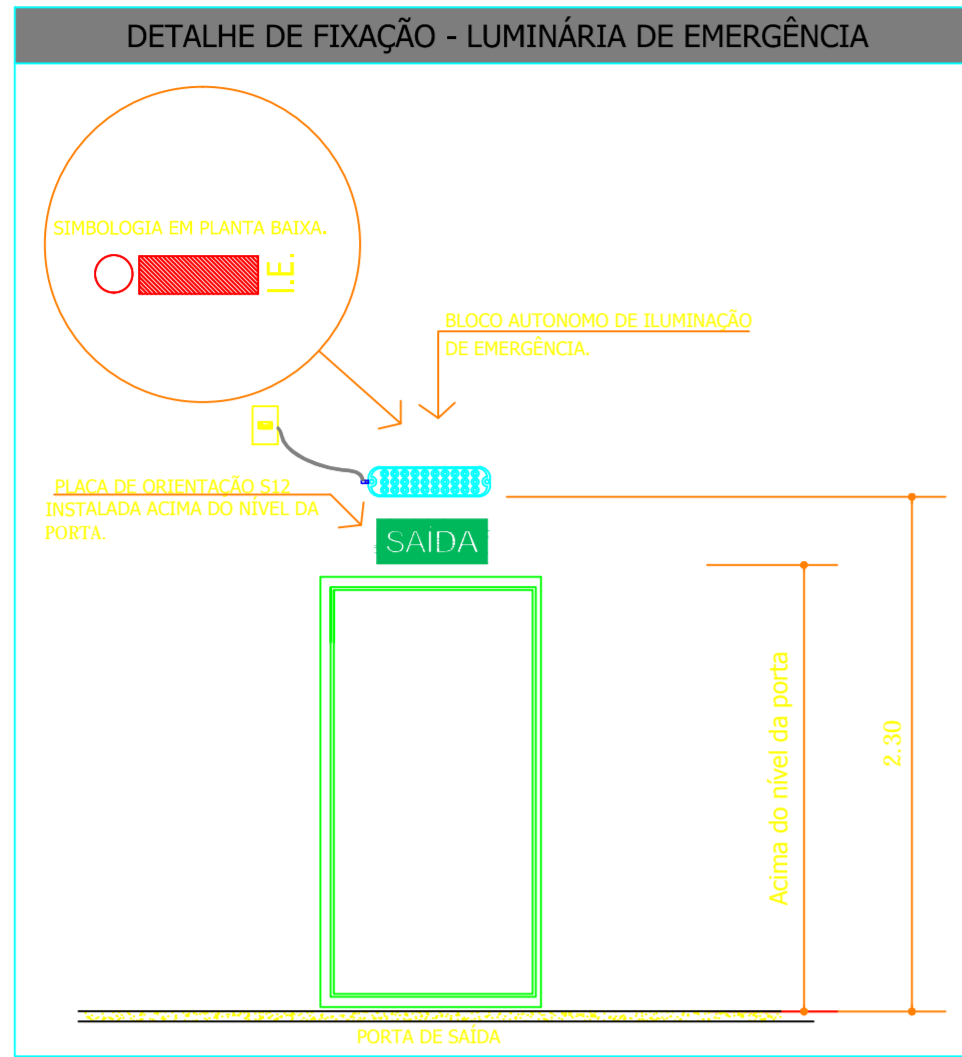 DETALHE DE FIXAÇÃO - LUMINÁRIA DE EMERGÊNCIA
SIMBOLOGIA EM PLANTA BAIXA.
I.E.
BLOCO AUTONOMO DE ILUMINAÇÃO
DE EMERGÊNCIA.
PLACA DE ORIENTAÇÃO S12
INSTALADA ACIMA DO NÍVEL DA
PORTA.
SAÍDA
Acima do nível da porta
2.30
PORTA DE SAÍDA